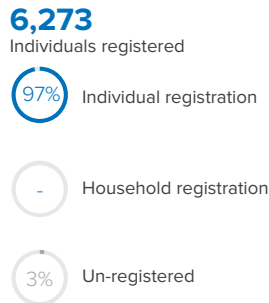 6,273
Individuals registered
97% Individual registration
- Household registration
3% Un-registered